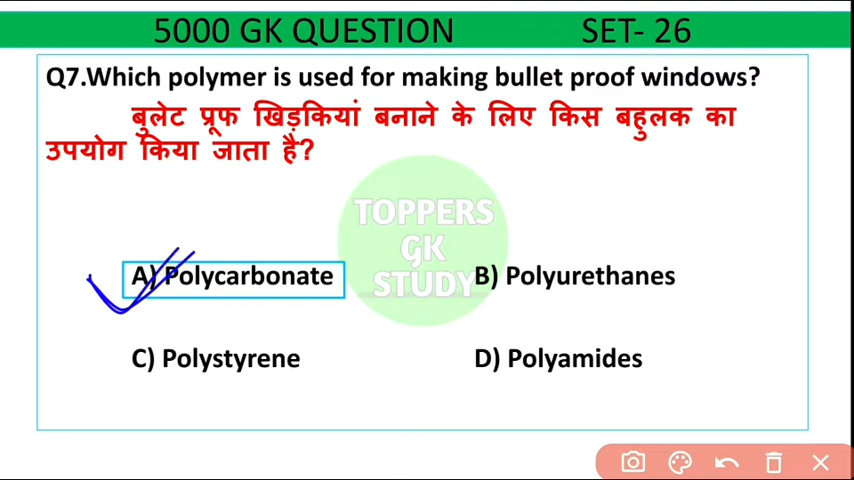 5000 GK QUESTION SET- 26
Q7.Which polymer is used for making bullet proof windows?
बुलेट प्रूफ खिड़कियां बनाने के लिए किस बहुलक का
उपयोग किया जाता है?
TOPPERS
GK
STUDY
A) Polycarbonate B) Polyurethanes
C) Polystyrene D) Polyamides